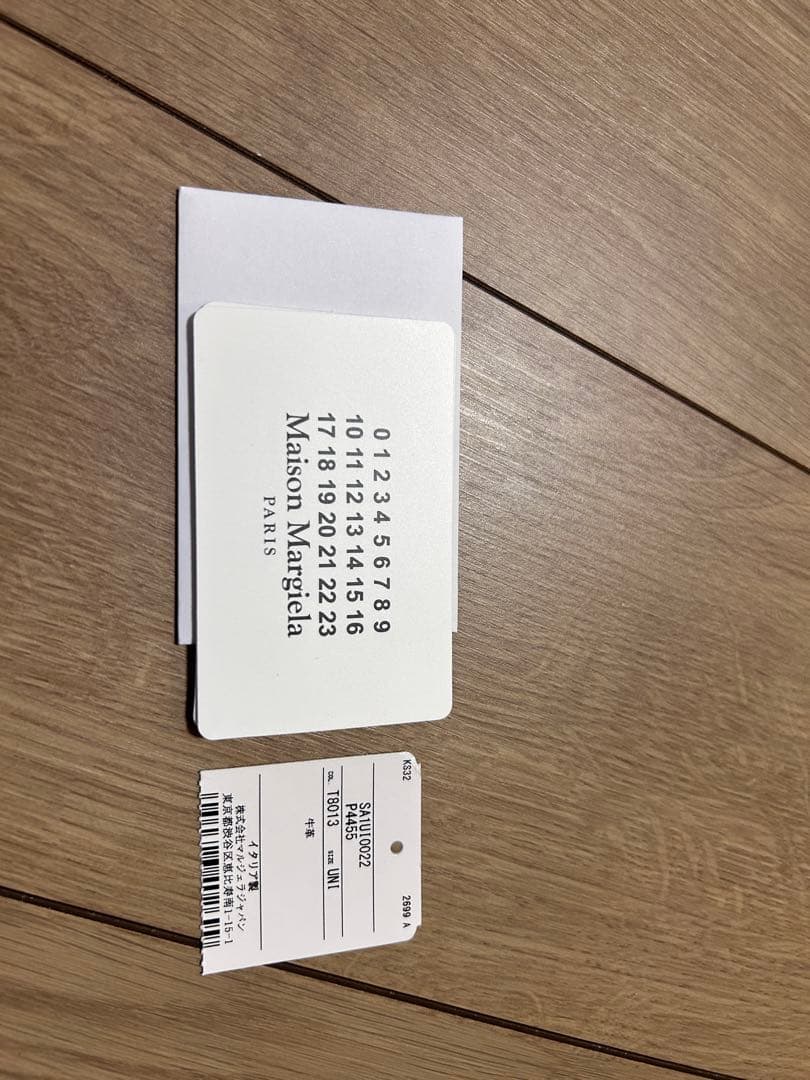 0 1 2 3 4 5 6 7 8 9
10 11 12 13 14 15 16
17 18 19 20 21 22 23
Maison Margiela
PARIS
KS32 2699 A
SA1UI0022
P4455
COL. T8013 SIZE UNI
牛革
イタリア製
株式会社マルジェラジャパン
東京都渋谷区恵比寿南1-15-1